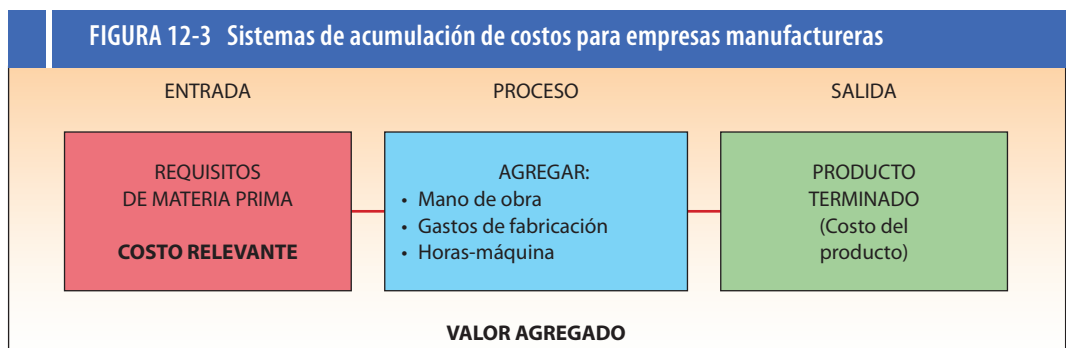 FIGURA 12-3 Sistemas de acumulación de costos para empresas manufactureras
ENTRADA
PROCESO
SALIDA
REQUISITOS
DE MATERIA PRIMA
COSTO RELEVANTE
AGREGAR:
• Mano de obra
• Gastos de fabricación
• Horas-máquina
PRODUCTO
TERMINADO
(Costo del
producto)
VALOR AGREGADO